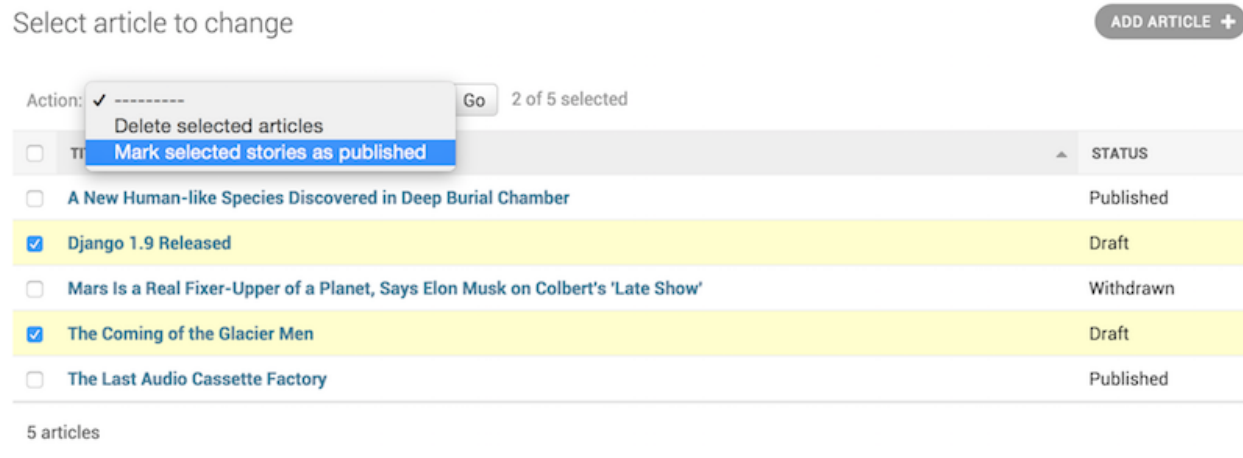 Select article to change
ADD ARTICLE +
Action: ✓ ---------
Delete selected articles
Mark selected stories as published
Go 2 of 5 selected
STATUS
A New Human-like Species Discovered in Deep Burial Chamber Published
Django 1.9 Released Draft
Mars Is a Real Fixer-Upper of a Planet, Says Elon Musk on Colbert's 'Late Show' Withdrawn
The Coming of the Glacier Men Draft
The Last Audio Cassette Factory Published
5 articles